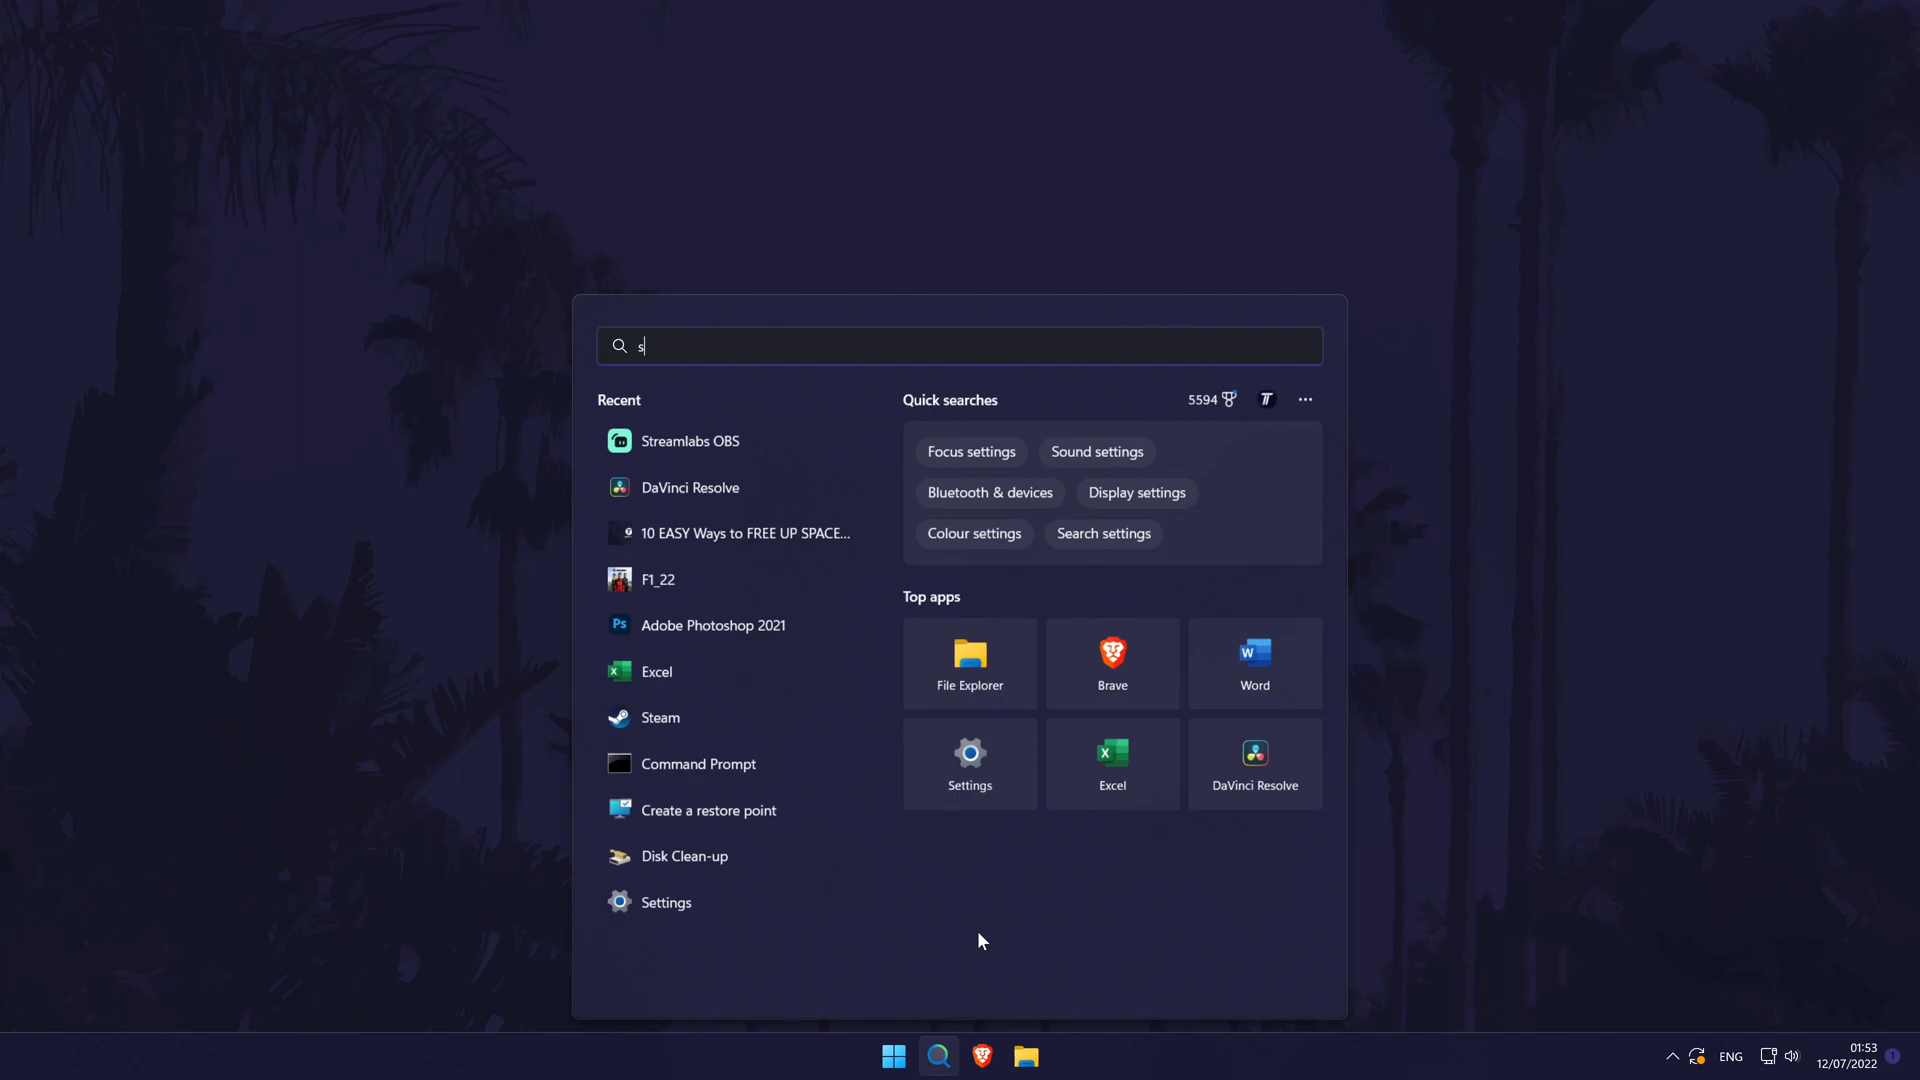 s
Recent
Quick searches
5594
Streamlabs OBS
DaVinci Resolve
10 EASY Ways to FREE UP SPACE...
F1_22
Ps Adobe Photoshop 2021
Excel
Steam
Command Prompt
Create a restore point
Disk Clean-up
Settings
Focus settings
Sound settings
Bluetooth & devices
Display settings
Colour settings
Search settings
Top apps
File Explorer
Brave
W
Word
Settings
X
Excel
DaVinci Resolve
ENG
01:53
12/07/2022
1